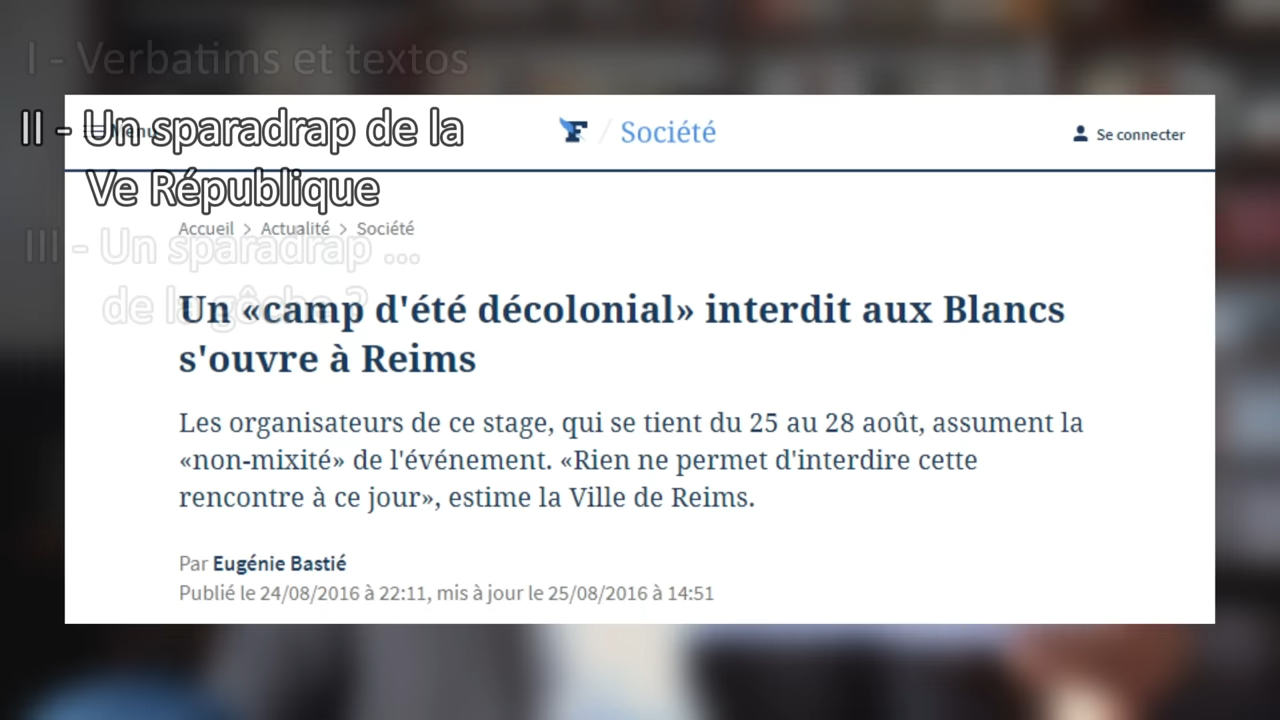 I - Verbatims et textos
II - Un sparadrap de la
Ve République
III - Un sparadrap ...
de la gêche ?
Menu
F / Société
Se connecter
Accueil > Actualité > Société
Un «camp d'été décolonial» interdit aux Blancs
s'ouvre à Reims
Les organisateurs de ce stage, qui se tient du 25 au 28 août, assument la
«non-mixité» de l'événement. «Rien ne permet d'interdire cette
rencontre à ce jour», estime la Ville de Reims.
Par Eugénie Bastié
Publié le 24/08/2016 à 22:11, mis à jour le 25/08/2016 à 14:51